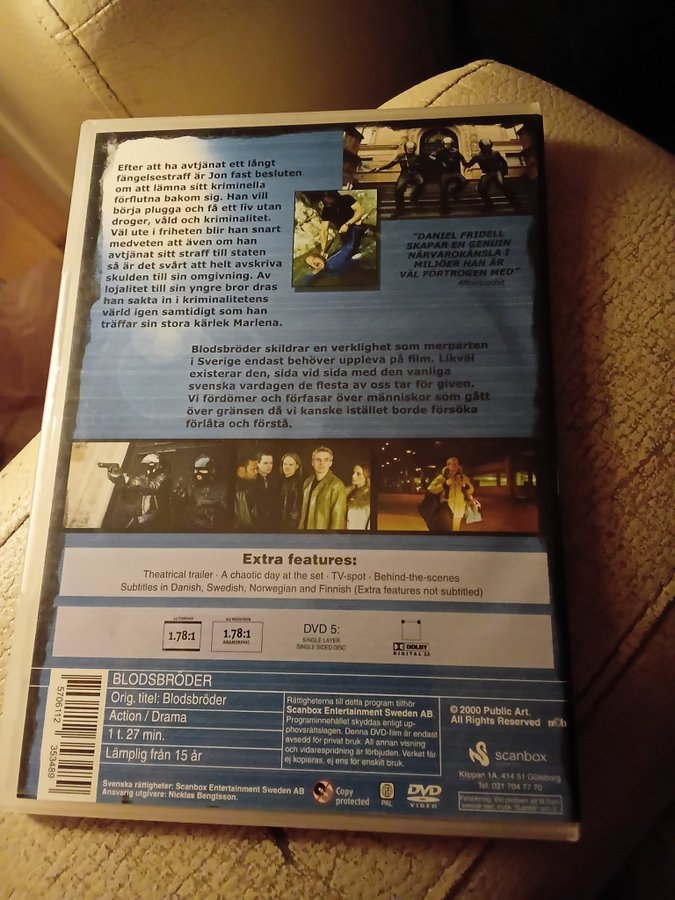 Efter att ha avtjänat ett långt
fängelsestraff är Jon fast besluten
om att lämna sitt kriminella
förflutna bakom sig. Han vill
börja plugga och få ett liv utan
droger, våld och kriminalitet.
Väl ute i friheten blir han snart
medveten att även om han
avtjänat sitt straff till staten
så är det svårt att helt avskriva
skulden till sin omgivning. Av
lojalitet till sin yngre bror dras
han sakta in i kriminalitetens
värld igen samtidigt som han
träffar sin stora kärlek Marlena.
"DANIEL FRIDELL
SKAPAR EN GENUIN
NÄRVAROKÄNSLA I
MILJÖER HAN ÄR
VÄL FÖRTROGEN MED"
Aftonbladet
Blodsbröder skildrar en verklighet som merparten
i Sverige endast behöver uppleva på film. Likväl
existerar den, sida vid sida med den vanliga
svenska vardagen de flesta av oss tar för given.
Vi fördömer och förfasar över människor som gått
över gränsen då vi kanske istället borde försöka
förlåta och förstå.
Extra features:
Theatrical trailer · A chaotic day at the set · TV-spot · Behind-the-scenes
Subtitles in Danish, Swedish, Norwegian and Finnish (Extra features not subtitled)
1.78:1
1.78:1
ANAMORPHIC
DVD 5:
SINGLE LAYER
SINGLE SIDED DISC
DOLBY
DIGITAL 2.0
BLODSBRÖDER
Orig. titel: Blodsbröder
Action / Drama
1 t. 27 min.
Lämplig från 15 år
5706112 353489
Rättigheterna till detta program tillhör
Scanbox Entertainment Sweden AB.
Programinnehållet skyddas enligt up-
phovsrättslagen. Denna DVD-film är endast
avsedd för privat bruk. All annan visning
och vidarespridning är förbjuden. Verket får
ej kopieras, ej ens för enskilt bruk.
© 2000 Public Art.
All Rights Reserved
scanbox
Klippan 1A, 414 51 Göteborg
Tel. 031 704 77 70
Svenska rättigheter: Scanbox Entertainment Sweden AB
Ansvarig utgivare: Nicklas Bengtsson.
Copy
protected
PAL
DVD
VIDEO